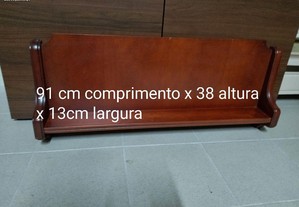 91 cm comprimento x 38 altura
x 13cm largura